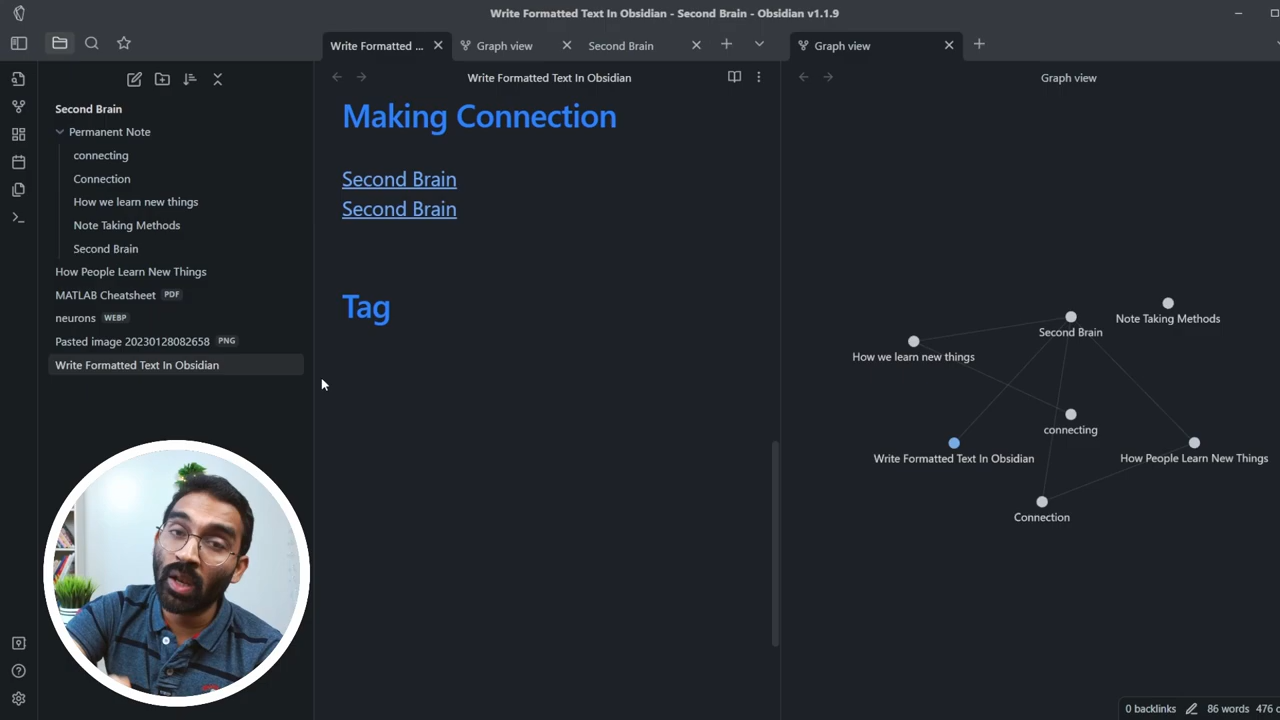 Write Formatted Text In Obsidian - Second Brain - Obsidian v1.1.9
Write Formatted ...
Graph view
Second Brain
Graph view
Write Formatted Text In Obsidian
Graph view
Second Brain
Permanent Note
connecting
Connection
How we learn new things
Note Taking Methods
Second Brain
How People Learn New Things
MATLAB Cheatsheet PDF
neurons WEBP
Pasted image 20230128082658 PNG
Write Formatted Text In Obsidian
Making Connection
Second Brain
Second Brain
Tag
Note Taking Methods
Second Brain
How we learn new things
connecting
Write Formatted Text In Obsidian
How People Learn New Things
Connection
0 backlinks 86 words 476 c